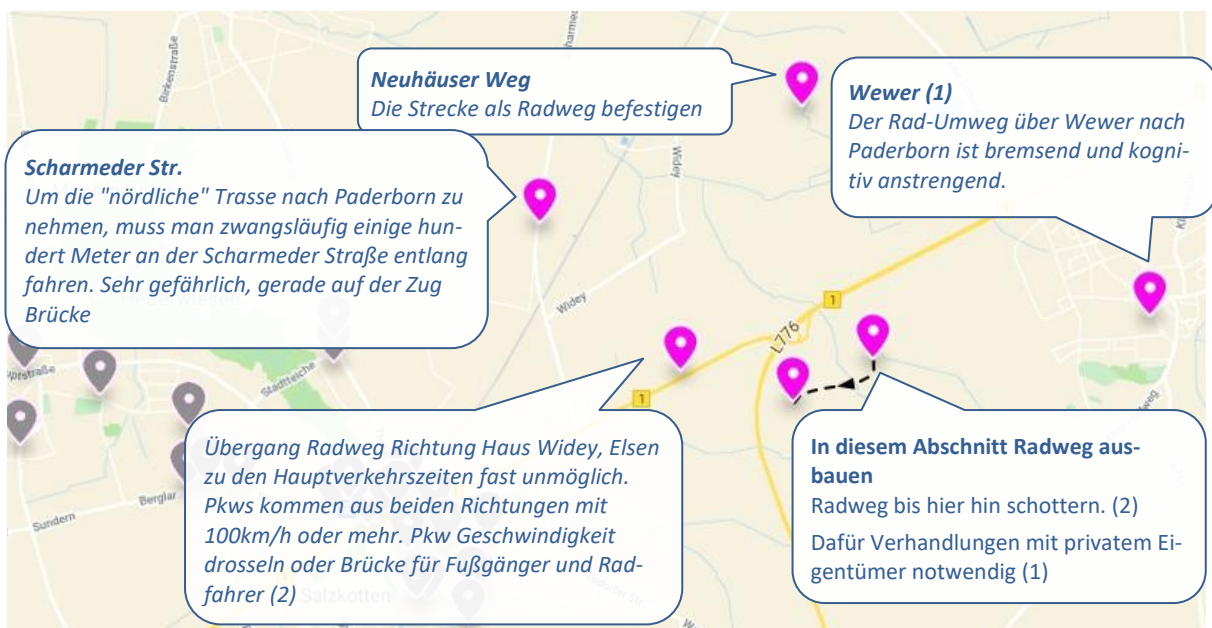 Birkenstraße
Neuhäuser Weg
Die Strecke als Radweg befestigen
Wewer (1)
Der Rad-Umweg über Wewer nach
Paderborn ist bremsend und kogni-
tiv anstrengend.
Scharmeder Str.
Um die "nördliche" Trasse nach Paderborn zu
nehmen, muss man zwangsläufig einige hun-
dert Meter an der Scharmeder Straße entlang
fahren. Sehr gefährlich, gerade auf der Zug
Brücke
Widey
Widey
1
L776
1
Stadtteiche
Berglar
Sundern
Übergang Radweg Richtung Haus Widey, Elsen
zu den Hauptverkehrszeiten fast unmöglich.
Pkws kommen aus beiden Richtungen mit
100km/h oder mehr. Pkw Geschwindigkeit
drosseln oder Brücke für Fußgänger und Rad-
fahrer (2)
Salzkotten
In diesem Abschnitt Radweg aus-
bauen
Radweg bis hier hin schottern. (2)
Dafür Verhandlungen mit privatem Ei-
gentümer notwendig (1)